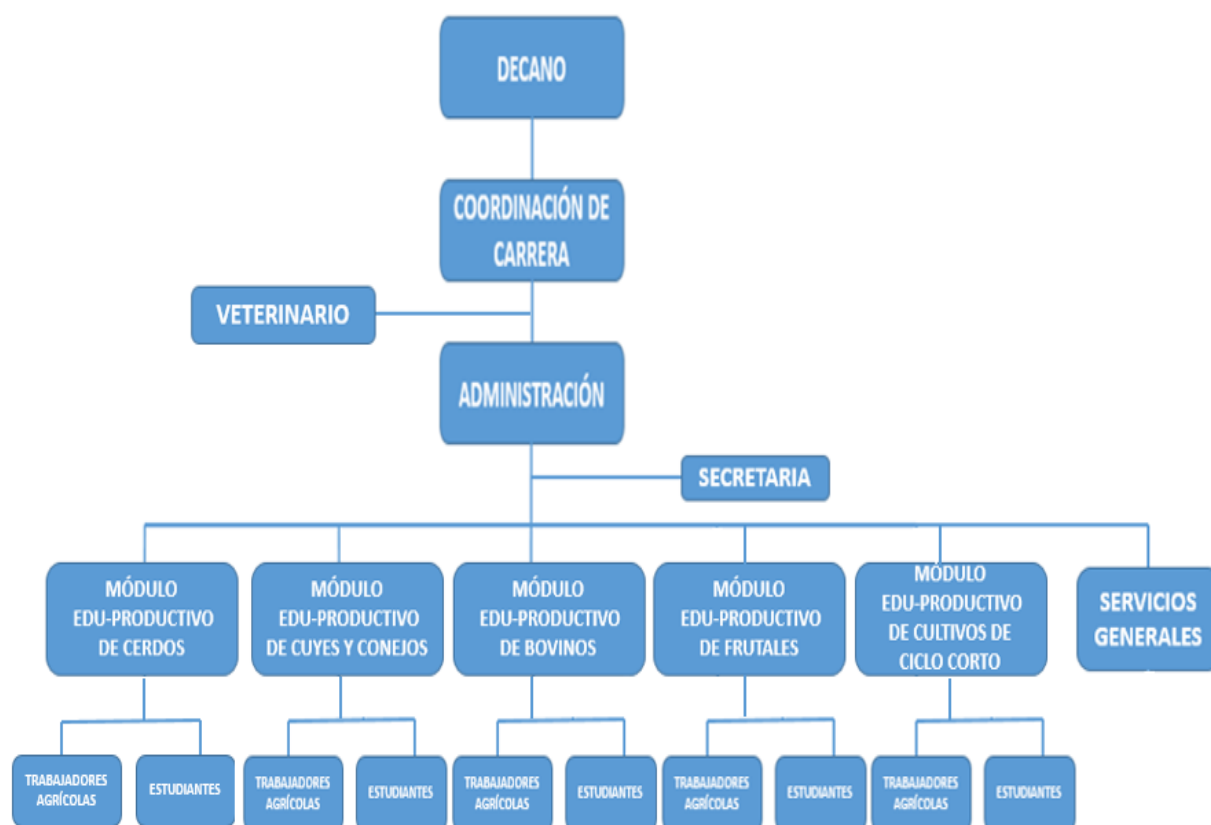 DECANO
COORDINACIÓN DE
CARRERA
VETERINARIO
ADMINISTRACIÓN
SECRETARIA
MÓDULO
EDU-PRODUCTIVO
DE CERDOS
MÓDULO
EDU-PRODUCTIVO
DE CUYES Y CONEJOS
MÓDULO
EDU-PRODUCTIVO
DE BOVINOS
MÓDULO
EDU-PRODUCTIVO
DE FRUTALES
MÓDULO
EDU-PRODUCTIVO
DE CULTIVOS DE
CICLO CORTO
SERVICIOS
GENERALES
TRABAJADORES
AGRÍCOLAS
ESTUDIANTES
TRABAJADORES
AGRÍCOLAS
ESTUDIANTES
TRABAJADORES
AGRÍCOLAS
ESTUDIANTES
TRABAJADORES
AGRÍCOLAS
ESTUDIANTES
TRABAJADORES
AGRÍCOLAS
ESTUDIANTES